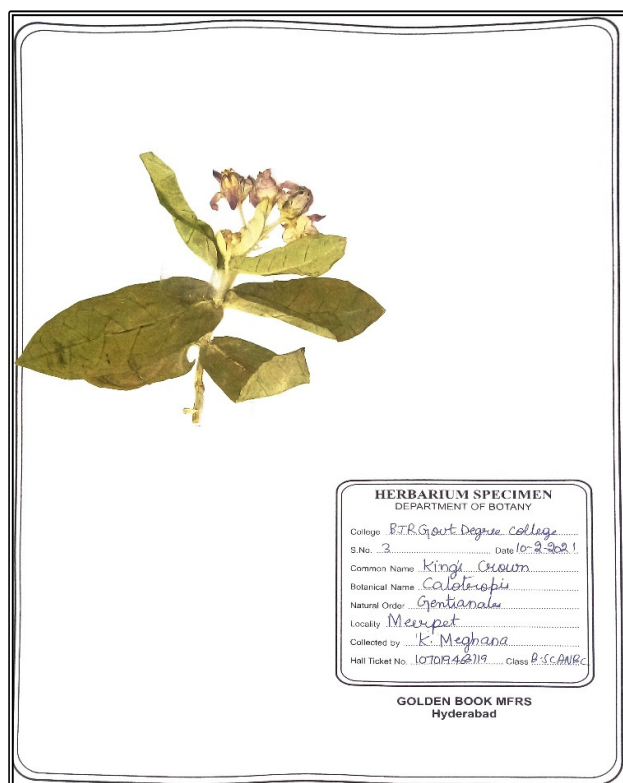 HERBARIUM SPECIMEN
DEPARTMENT OF BOTANY
College BJR Govt Degree college
S.No. 3 Date 10-2-2021
Common Name King's Crown
Botanical Name Calotropis
Natural Order Gentianales
Locality Meerpet
Collected by K. Meghana
Hall Ticket No. Class
GOLDEN BOOK MFRS
Hyderabad